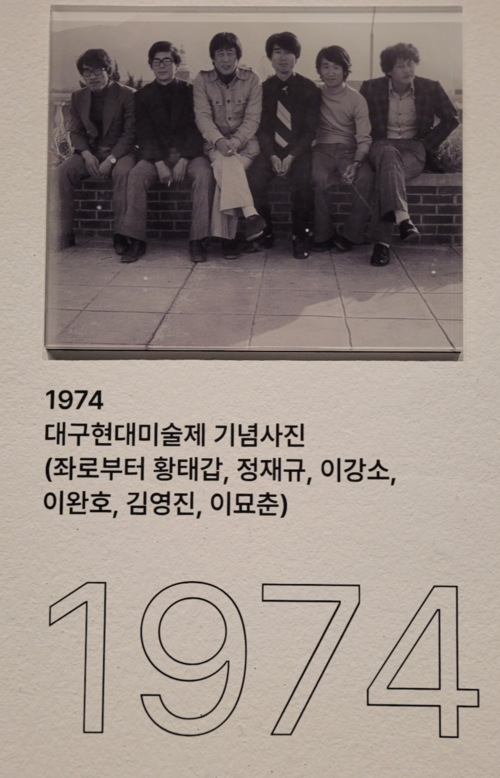 1974
대구현대미술제 기념사진
(좌로부터 황태갑, 정재규, 이강소,
이완호, 김영진, 이묘춘)
1974